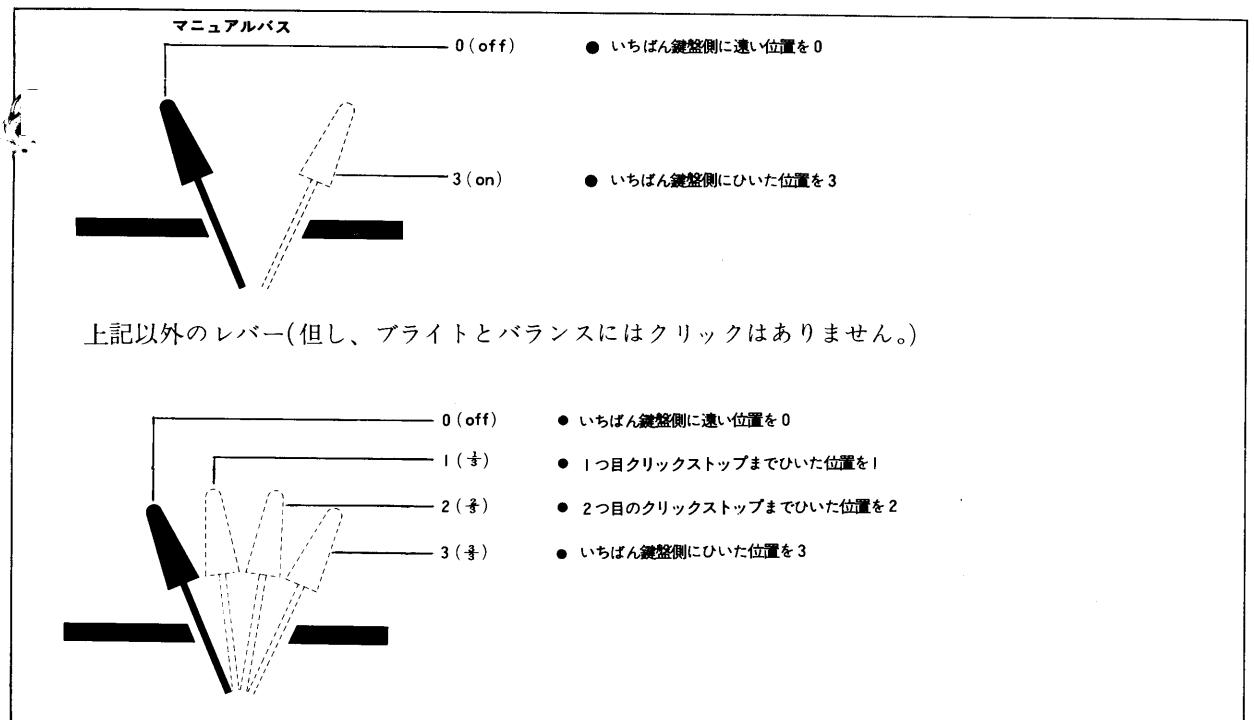 マニュアルバス
0(off) ● いちばん鍵盤側に遠い位置を0
3(on) ● いちばん鍵盤側にひいた位置を3
上記以外のレバー(但し、ブライトとバランスにはクリックはありません。)
0(off) ● いちばん鍵盤側に遠い位置を0
1(1/3) ● 1つ目クリックストップまでひいた位置を1
2(2/3) ● 2つ目のクリックストップまでひいた位置を2
3(3/3) ● いちばん鍵盤側にひいた位置を3